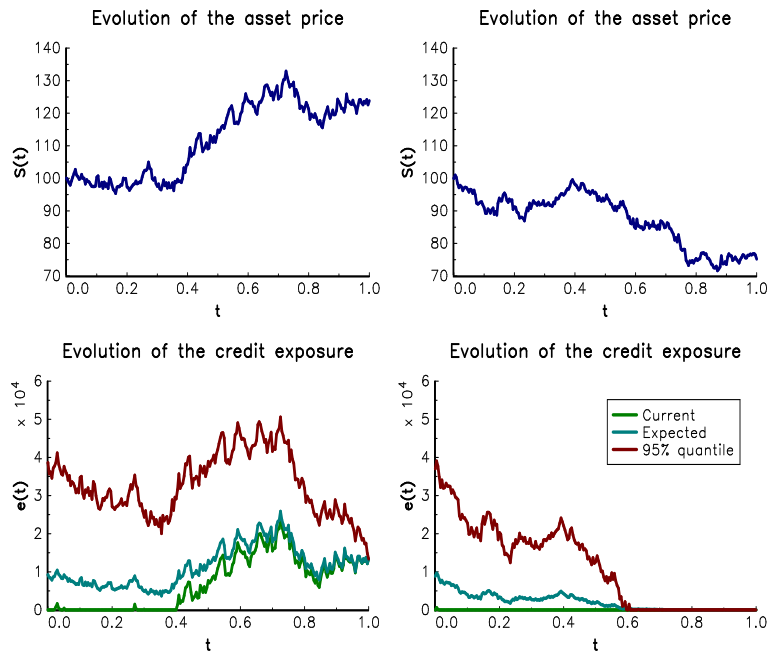 Evolution of the asset price
140
130
120
110
100
90
80
70
S(t)
0.0 0.2 0.4 0.6 0.8 1.0
t
Evolution of the asset price
140
130
120
110
100
90
80
70
S(t)
0.0 0.2 0.4 0.6 0.8 1.0
t
Evolution of the credit exposure
× 10⁴
6
5
4
3
2
1
0
e(t)
0.0 0.2 0.4 0.6 0.8 1.0
t
Evolution of the credit exposure
× 10⁴
6
5
4
3
2
1
0
e(t)
Current
Expected
95% quantile
0.0 0.2 0.4 0.6 0.8 1.0
t